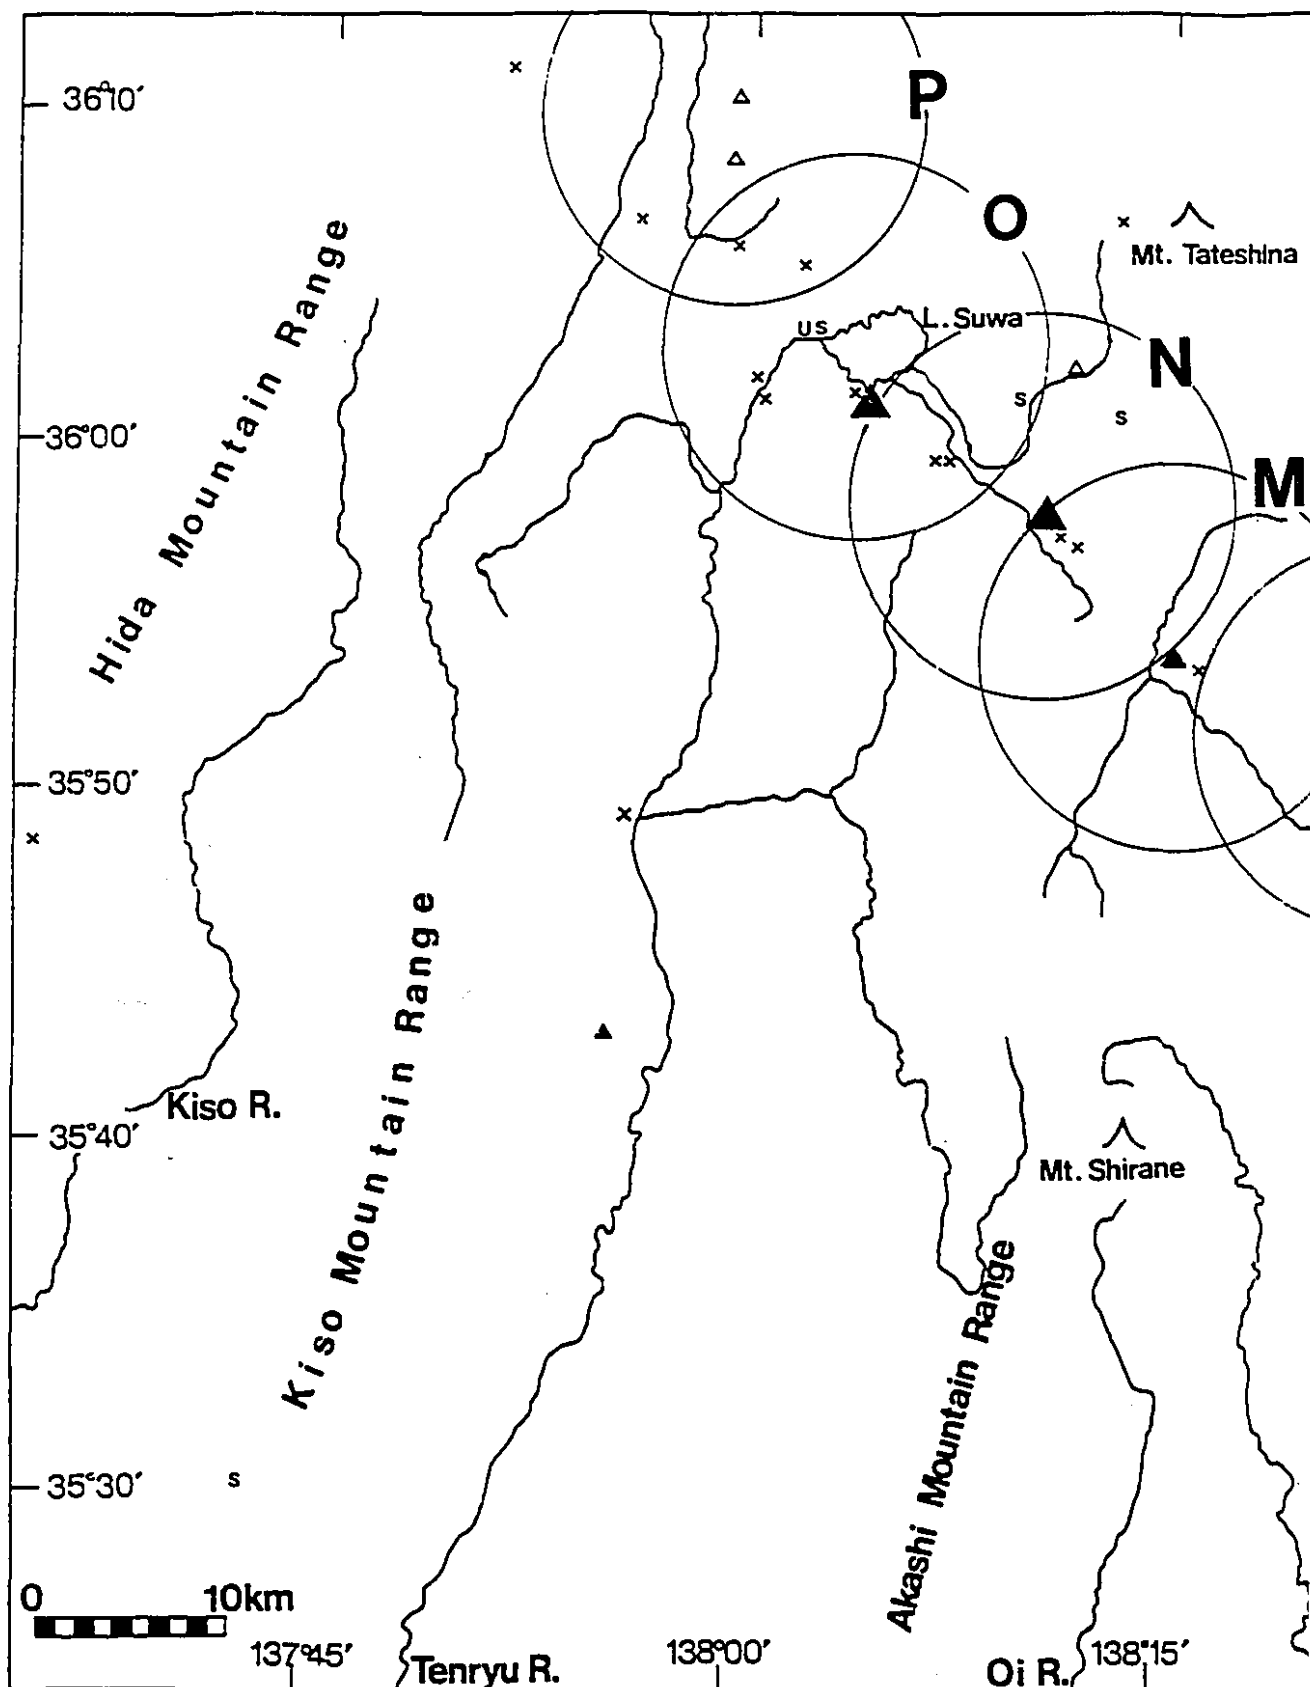 P
36°10′
O
Mt. Tateshina
Hida Mountain Range
US
L. Suwa
N
S
S
36°00′
M
35°50′
Kiso Mountain Range
Kiso R.
35°40′
Mt. Shirane
Akashi Mountain Range
35°30′
S
0 10km
137°45′
138°00′
138°15′
Tenryu R.
Oi R.